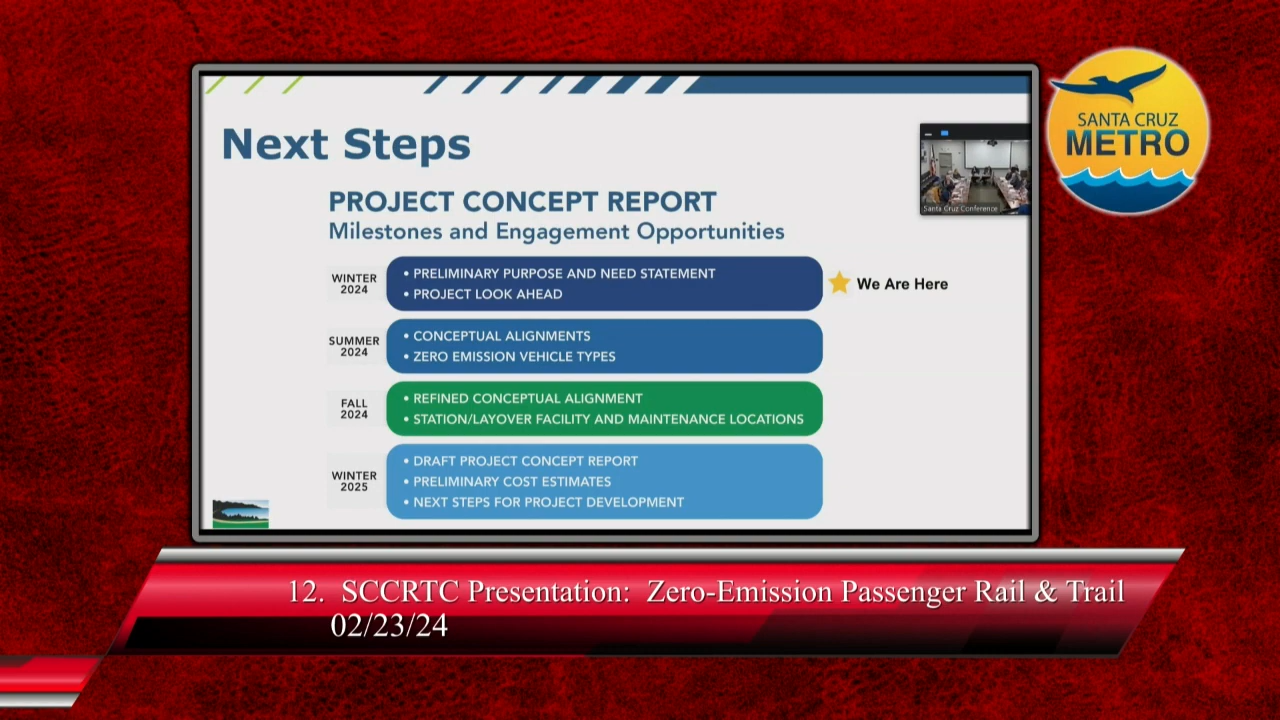 Next Steps
PROJECT CONCEPT REPORT
Milestones and Engagement Opportunities
WINTER
2024
• PRELIMINARY PURPOSE AND NEED STATEMENT
• PROJECT LOOK AHEAD
We Are Here
SUMMER
2024
• CONCEPTUAL ALIGNMENTS
• ZERO EMISSION VEHICLE TYPES
FALL
2024
• REFINED CONCEPTUAL ALIGNMENT
• STATION/LAYOVER FACILITY AND MAINTENANCE LOCATIONS
WINTER
2025
• DRAFT PROJECT CONCEPT REPORT
• PRELIMINARY COST ESTIMATES
• NEXT STEPS FOR PROJECT DEVELOPMENT
Santa Cruz Conference
SANTA CRUZ
METRO
12. SCCRTC Presentation: Zero-Emission Passenger Rail & Trail
02/23/24